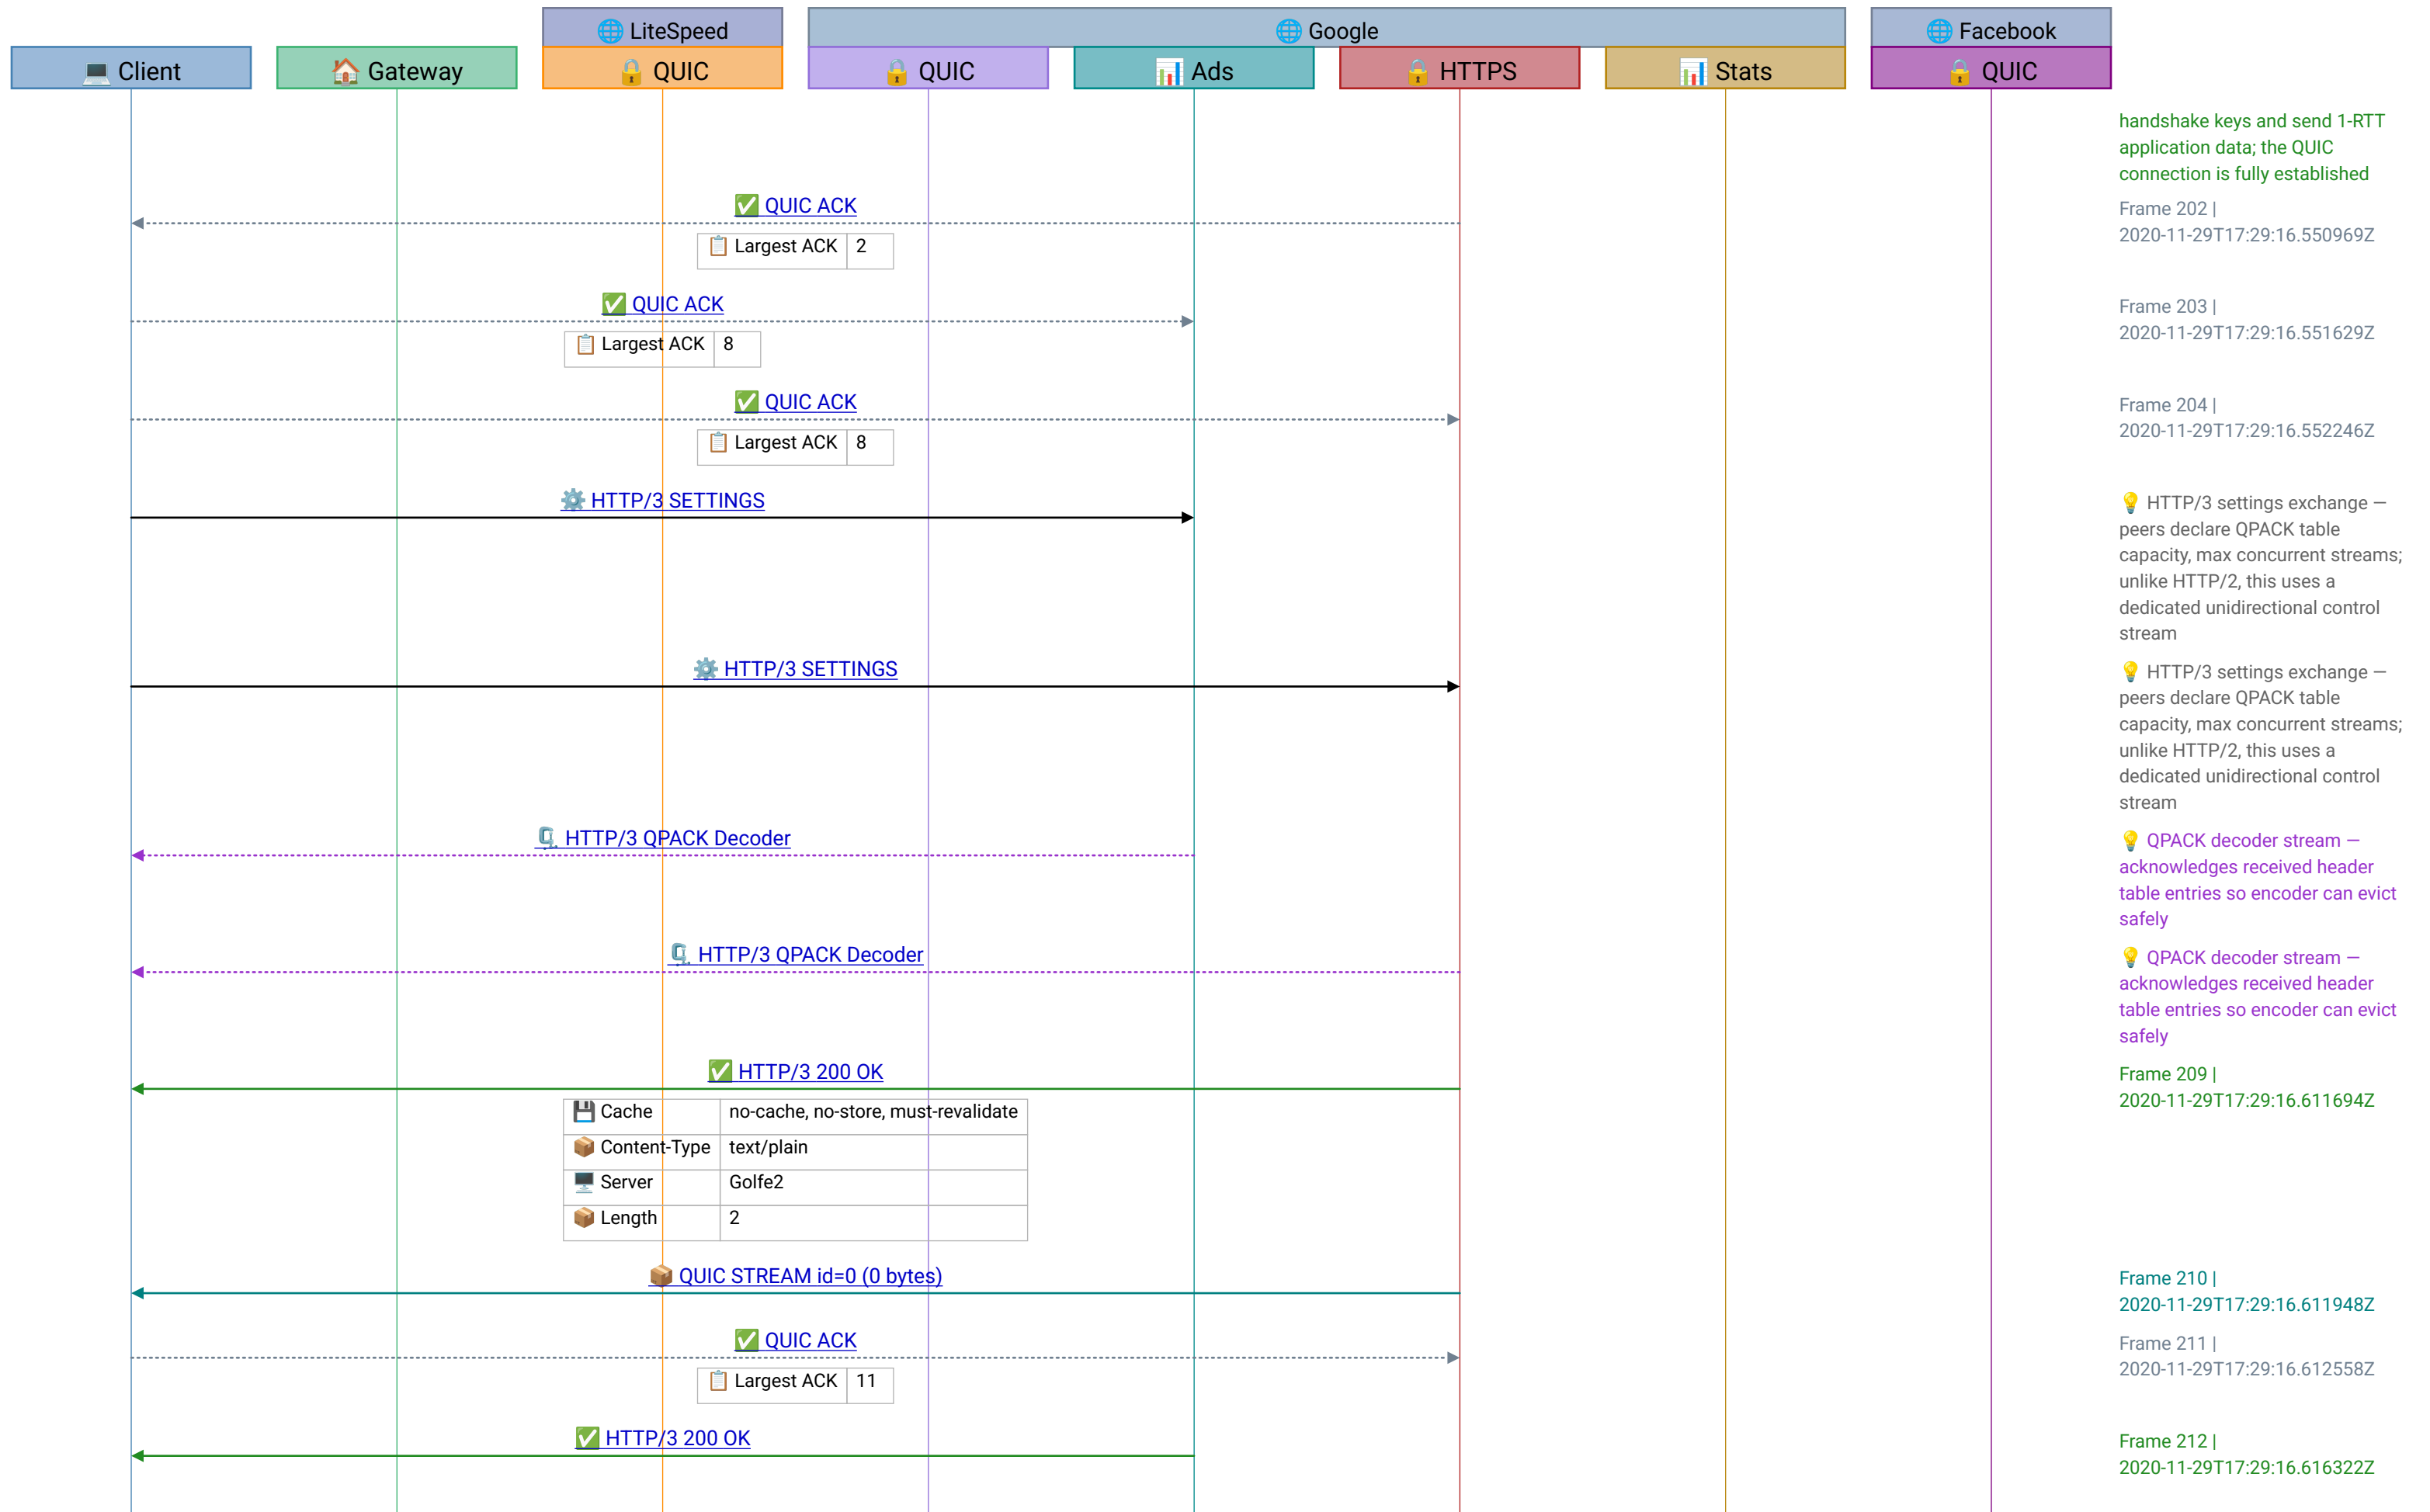 🌐 LiteSpeed
🌐 Google
🌐 Facebook
💻 Client
🏠 Gateway
🔒 QUIC
🔒 QUIC
📊 Ads
🔒 HTTPS
📊 Stats
🔒 QUIC
handshake keys and send 1-RTT
application data; the QUIC
connection is fully established
✅ QUIC ACK
Frame 202 |
2020-11-29T17:29:16.550969Z
📋 Largest ACK 2
✅ QUIC ACK
Frame 203 |
2020-11-29T17:29:16.551629Z
📋 Largest ACK 8
✅ QUIC ACK
Frame 204 |
2020-11-29T17:29:16.552246Z
📋 Largest ACK 8
⚙️ HTTP/3 SETTINGS
💡 HTTP/3 settings exchange —
peers declare QPACK table
capacity, max concurrent streams;
unlike HTTP/2, this uses a
dedicated unidirectional control
stream
⚙️ HTTP/3 SETTINGS
💡 HTTP/3 settings exchange —
peers declare QPACK table
capacity, max concurrent streams;
unlike HTTP/2, this uses a
dedicated unidirectional control
stream
🗜️ HTTP/3 QPACK Decoder
💡 QPACK decoder stream —
acknowledges received header
table entries so encoder can evict
safely
🗜️ HTTP/3 QPACK Decoder
💡 QPACK decoder stream —
acknowledges received header
table entries so encoder can evict
safely
✅ HTTP/3 200 OK
Frame 209 |
2020-11-29T17:29:16.611694Z
💾 Cache no-cache, no-store, must-revalidate
📦 Content-Type text/plain
🖥️ Server Golfe2
📦 Length 2
📦 QUIC STREAM id=0 (0 bytes)
Frame 210 |
2020-11-29T17:29:16.611948Z
✅ QUIC ACK
Frame 211 |
2020-11-29T17:29:16.612558Z
📋 Largest ACK 11
✅ HTTP/3 200 OK
Frame 212 |
2020-11-29T17:29:16.616322Z